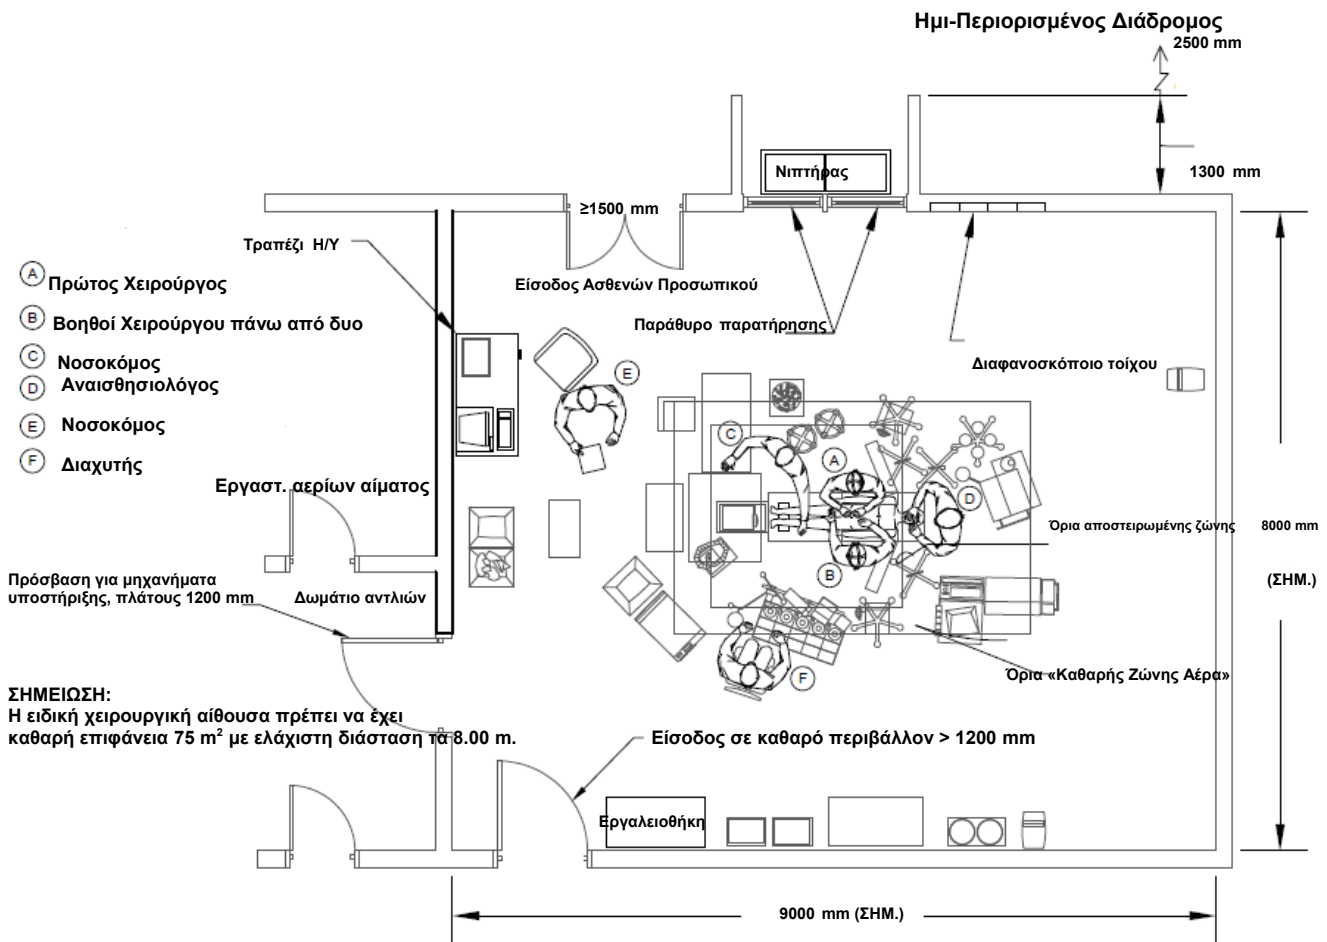 Ημι-Περιορισμένος Διάδρομος
2500 mm
Νιπτήρας
1300 mm
≥1500 mm
Τραπέζι Η/Υ
A Πρώτος Χειρούργος
Είσοδος Ασθενών Προσωπικού
B Βοηθοί Χειρούργου πάνω από δυο
Παράθυρο παρατήρησης
C Νοσοκόμος
Διαφανοσκόποιο τοίχου
D Αναισθησιολόγος
E
E Νοσοκόμος
C
F Διαχυτής
A
Εργαστ. αερίων αίματος
D
Όρια αποστειρωμένης ζώνης
8000 mm
(ΣΗΜ.)
B
Πρόσβαση για μηχανήματα
υποστήριξης, πλάτους 1200 mm
Δωμάτιο αντλιών
Όρια «Καθαρής Ζώνης Αέρα»
F
ΣΗΜΕΙΩΣΗ:
Η ειδική χειρουργική αίθουσα πρέπει να έχει
καθαρή επιφάνεια 75 m² με ελάχιστη διάσταση τα 8.00 m.
Είσοδος σε καθαρό περιβάλλον > 1200 mm
Εργαλειοθήκη
9000 mm (ΣΗΜ.)